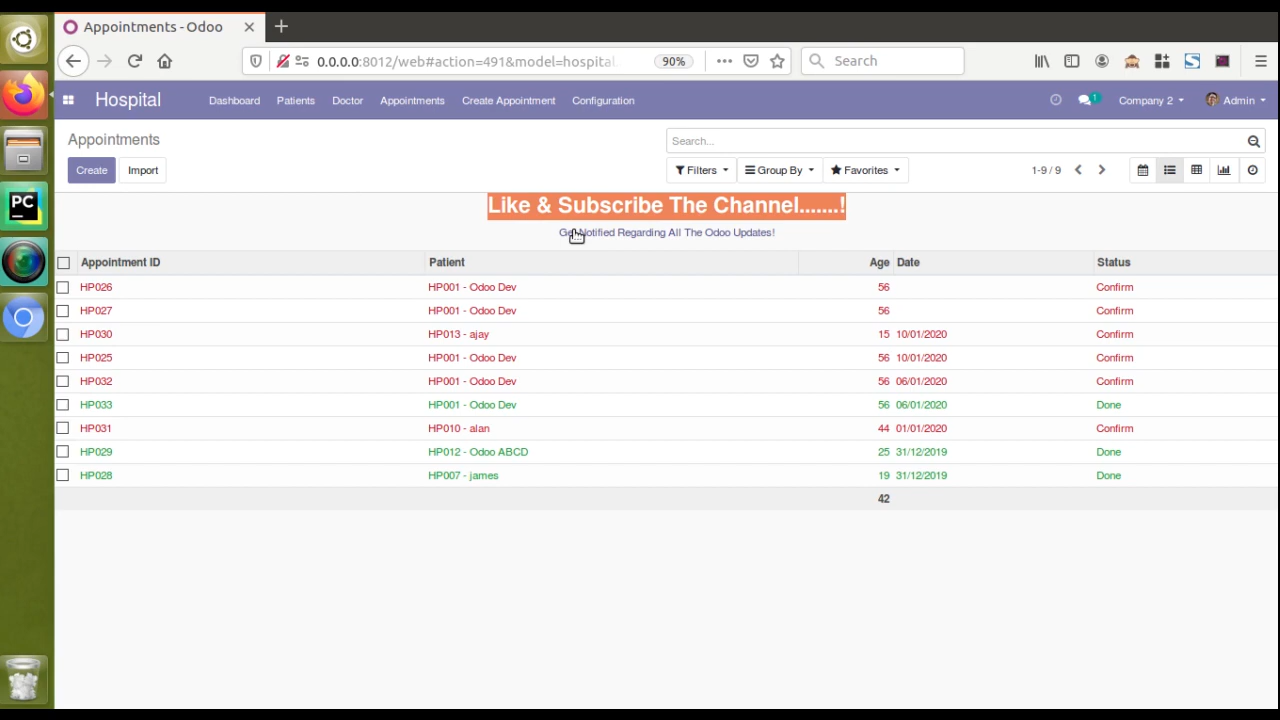 Appointments - Odoo
0.0.0.0:8012/web#action=491&model=hospital. 90% Search
Hospital Dashboard Patients Doctor Appointments Create Appointment Configuration 1 Company 2 Admin
Appointments Search...
Create Import Filters Group By Favorites 1-9 / 9
Like & Subscribe The Channel.......!
Get Notified Regarding All The Odoo Updates!
Appointment ID Patient Age Date Status
HP026 HP001 - Odoo Dev 56 Confirm
HP027 HP001 - Odoo Dev 56 Confirm
HP030 HP013 - ajay 15 10/01/2020 Confirm
HP025 HP001 - Odoo Dev 56 10/01/2020 Confirm
HP032 HP001 - Odoo Dev 56 06/01/2020 Confirm
HP033 HP001 - Odoo Dev 56 06/01/2020 Done
HP031 HP010 - alan 44 01/01/2020 Confirm
HP029 HP012 - Odoo ABCD 25 31/12/2019 Done
HP028 HP007 - james 19 31/12/2019 Done
42
PC